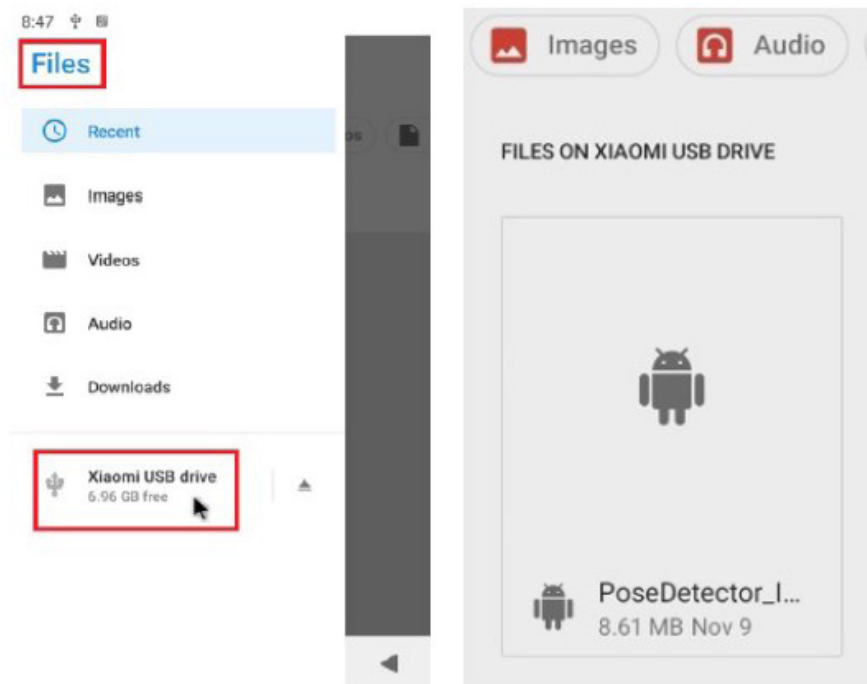 8:47
Files
Recent
Images
Videos
Audio
Downloads
Xiaomi USB drive
6.96 GB free
os
Images
Audio
FILES ON XIAOMI USB DRIVE
PoseDetector_I...
8.61 MB Nov 9